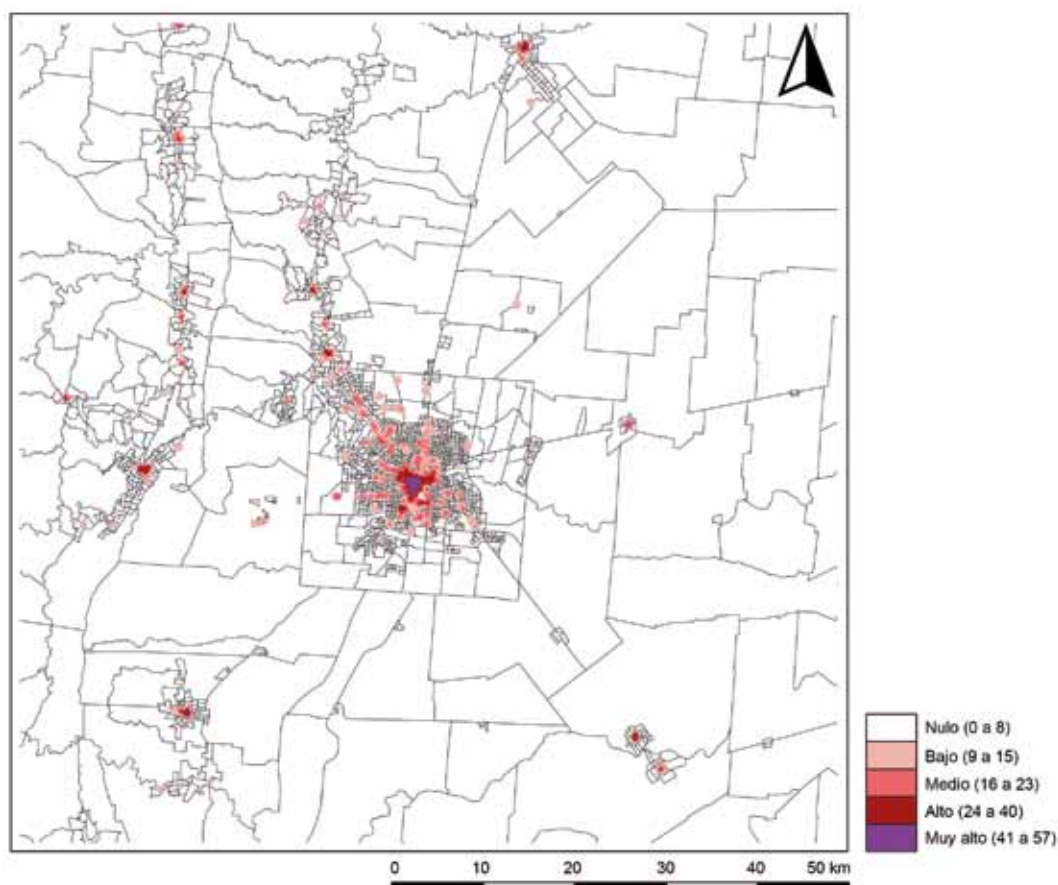 Nulo (0 a 8)
Bajo (9 a 15)
Medio (16 a 23)
Alto (24 a 40)
Muy alto (41 a 57)
0 10 20 30 40 50 km